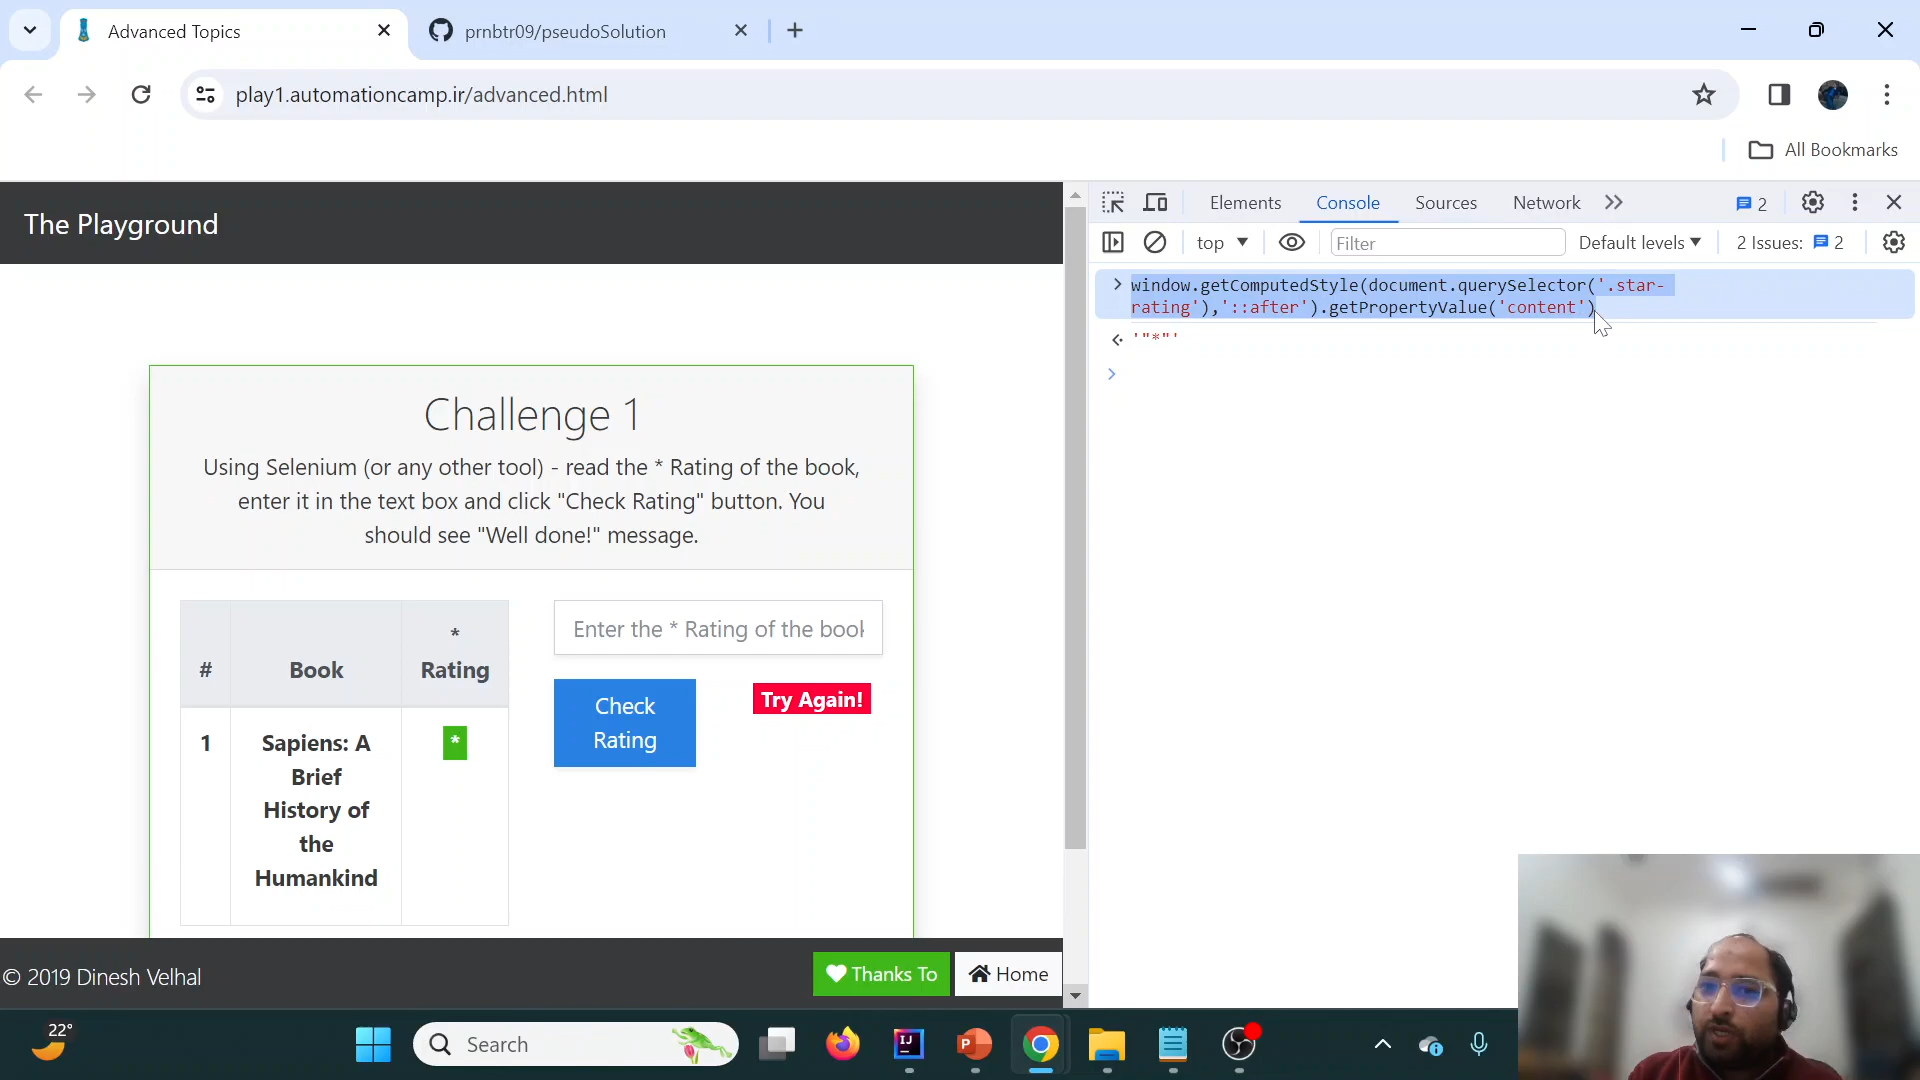 Advanced Topics
prnbtr09/pseudoSolution
play1.automationcamp.ir/advanced.html
All Bookmarks
The Playground
Elements Console Sources Network 2
top Filter Default levels 2 Issues: 2
window.getComputedStyle(document.querySelector('.star-
rating'),'::after').getPropertyValue('content')
'"*"'
Challenge 1
Using Selenium (or any other tool) - read the * Rating of the book,
enter it in the text box and click "Check Rating" button. You
should see "Well done!" message.
# Book * Rating
Enter the * Rating of the book
Check
Rating
Try Again!
1
Sapiens: A
Brief
History of
the
Humankind
*
© 2019 Dinesh Velhal
Thanks To
Home
22°
Search